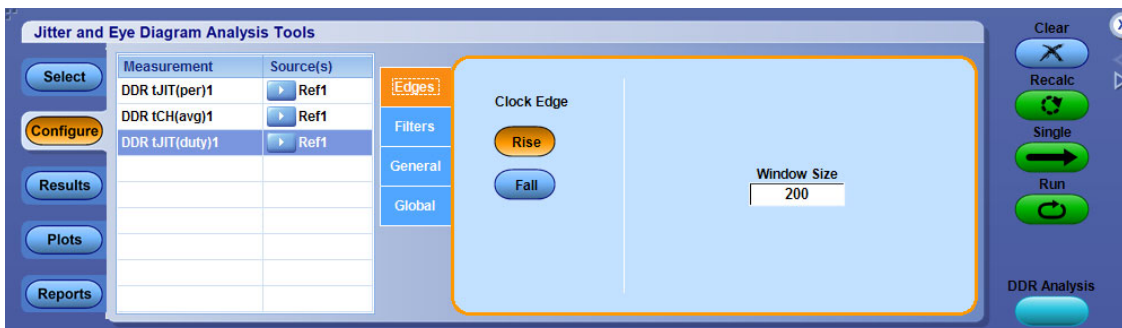 Jitter and Eye Diagram Analysis Tools
Select
Configure
Results
Plots
Reports
Measurement Source(s)
DDR tJIT(per)1 Ref1
DDR tCH(avg)1 Ref1
DDR tJIT(duty)1 Ref1
Edges
Filters
General
Global
Clock Edge
Rise
Fall
Window Size
200
Clear
Recalc
Single
Run
DDR Analysis